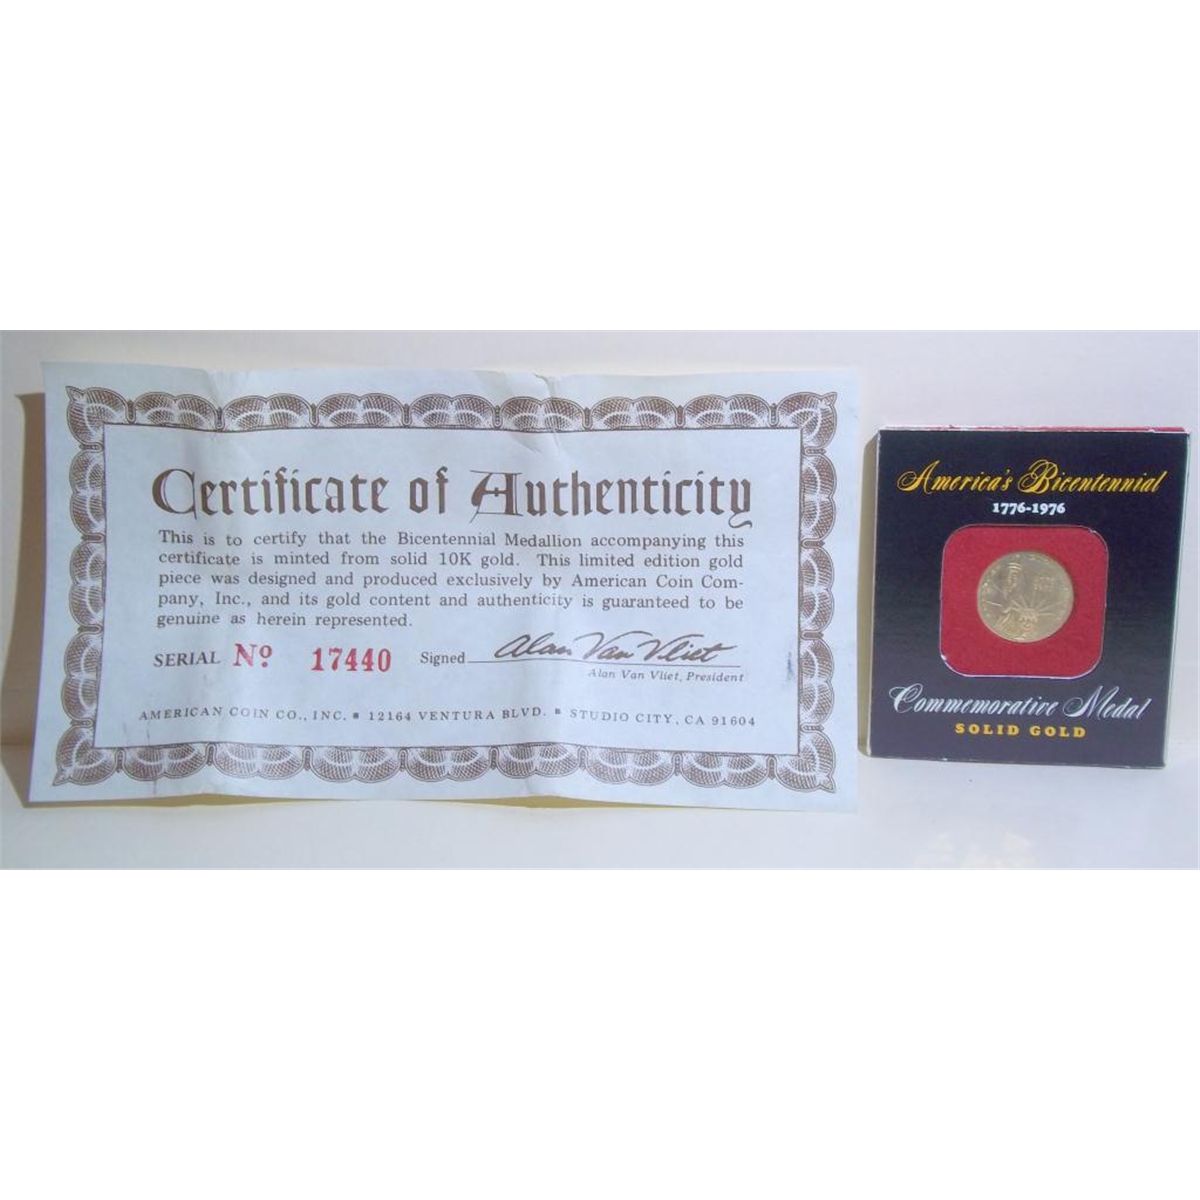 Certificate of Authenticity
This is to certify that the Bicentennial Medallion accompanying this
certificate is minted from solid 10K gold. This limited edition gold
piece was designed and produced exclusively by American Coin Com-
pany, Inc., and its gold content and authenticity is guaranteed to be
genuine as herein represented.
SERIAL Nº 17440 Signed Alan Van Vliet
Alan Van Vliet, President
AMERICAN COIN CO., INC. ■ 12164 VENTURA BLVD. ■ STUDIO CITY, CA 91604
America's Bicentennial
1776-1976
Commemorative Medal
SOLID GOLD